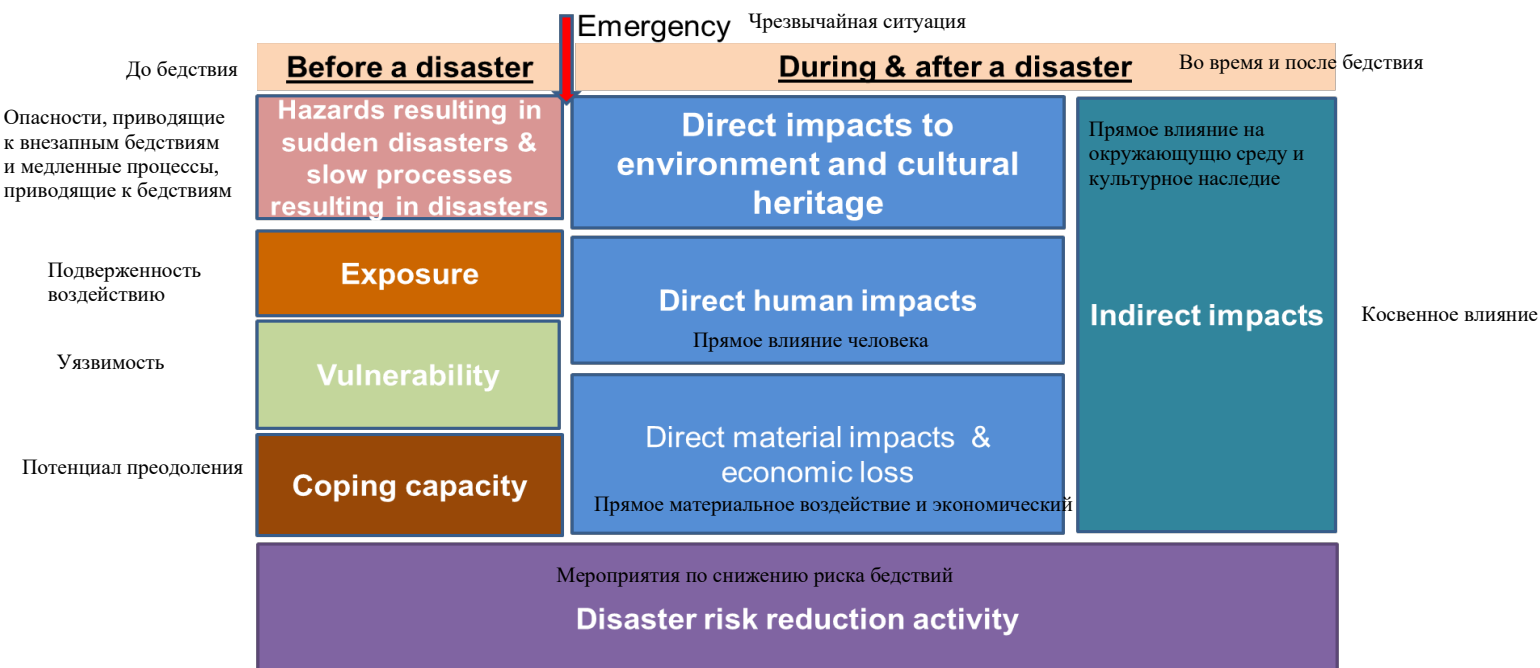 Emergency
Чрезвычайная ситуация
До бедствия
Before a disaster
During & after a disaster
Во время и после бедствия
Опасности, приводящие
к внезапным бедствиям
и медленные процессы,
приводящие к бедствиям
Hazards resulting in
sudden disasters &
slow processes
resulting in disasters
Direct impacts to
environment and cultural
heritage
Прямое влияние на
окружающущю среду и
культурное наследие
Подверженность
воздействию
Exposure
Direct human impacts
Прямое влияние человека
Indirect impacts
Косвенное влияние
Уязвимость
Vulnerability
Direct material impacts &
economic loss
Прямое материальное воздействие и экономический
Потенциал преодоления
Coping capacity
Мероприятия по снижению риска бедствий
Disaster risk reduction activity